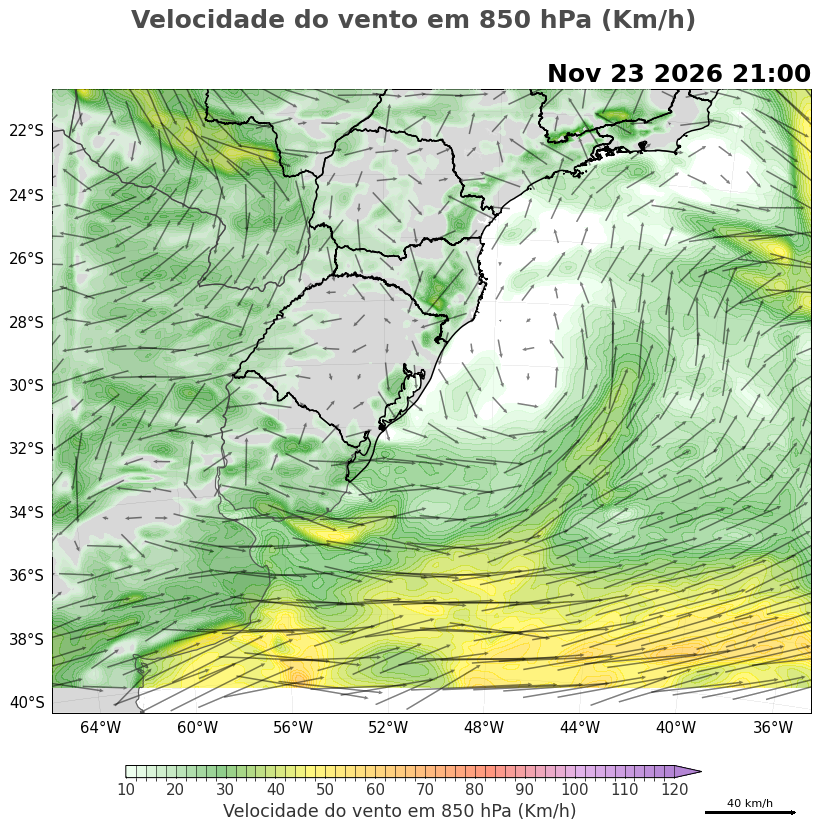 Velocidade do vento em 850 hPa (Km/h)
Nov 23 2026 21:00
22°S
24°S
26°S
28°S
30°S
32°S
34°S
36°S
38°S
40°S
64°W 60°W 56°W 52°W 48°W 44°W 40°W 36°W
10 20 30 40 50 60 70 80 90 100 110 120
Velocidade do vento em 850 hPa (Km/h)
40 km/h